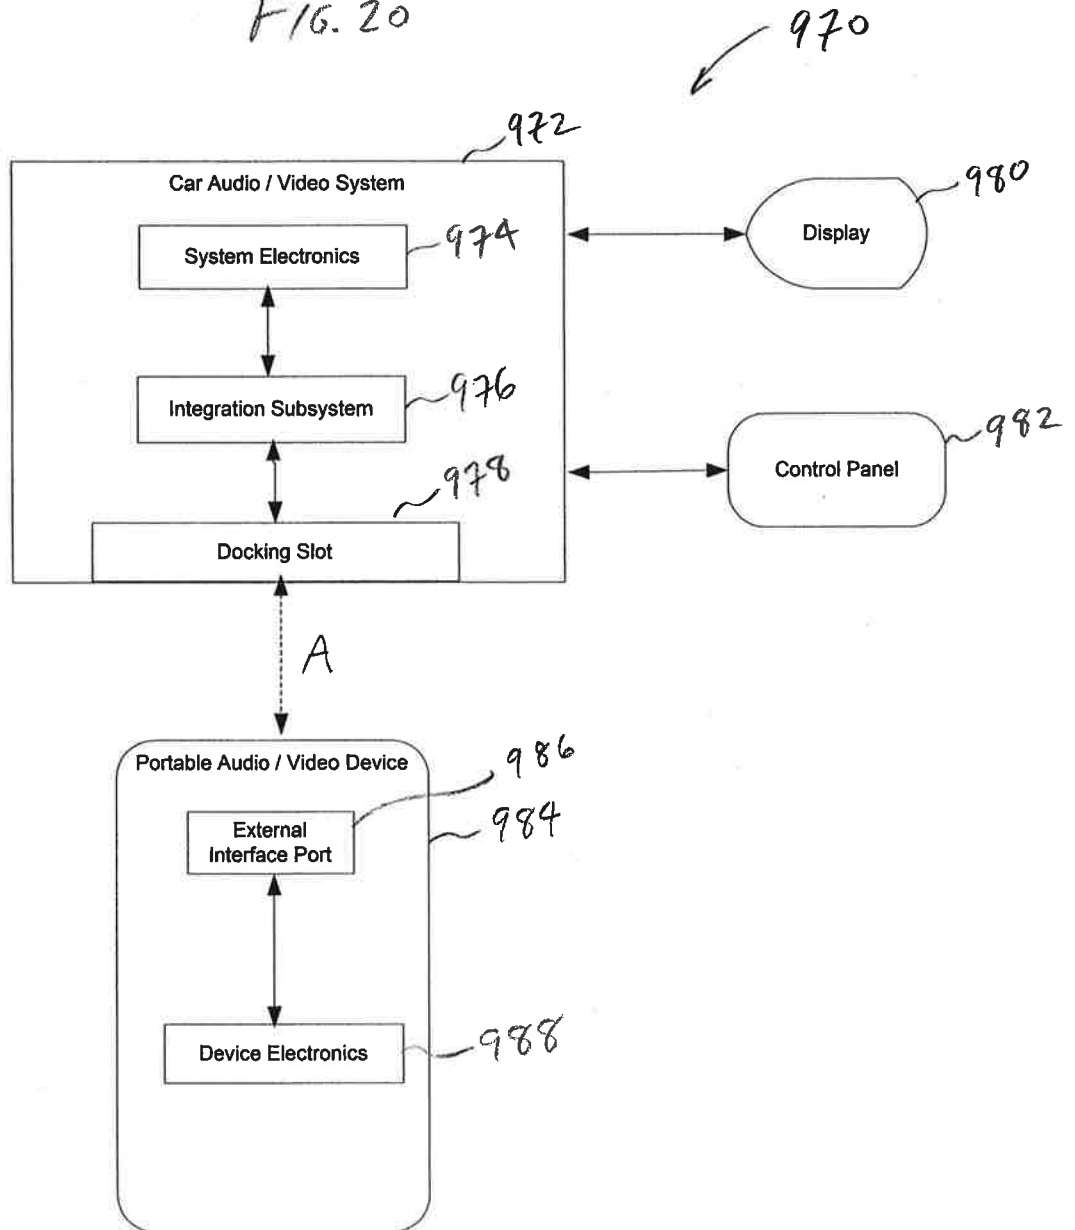 FIG. 20
970
972
Car Audio / Video System
System Electronics
974
980
Display
Integration Subsystem
976
982
Control Panel
978
Docking Slot
A
Portable Audio / Video Device
986
External
Interface Port
984
Device Electronics
988